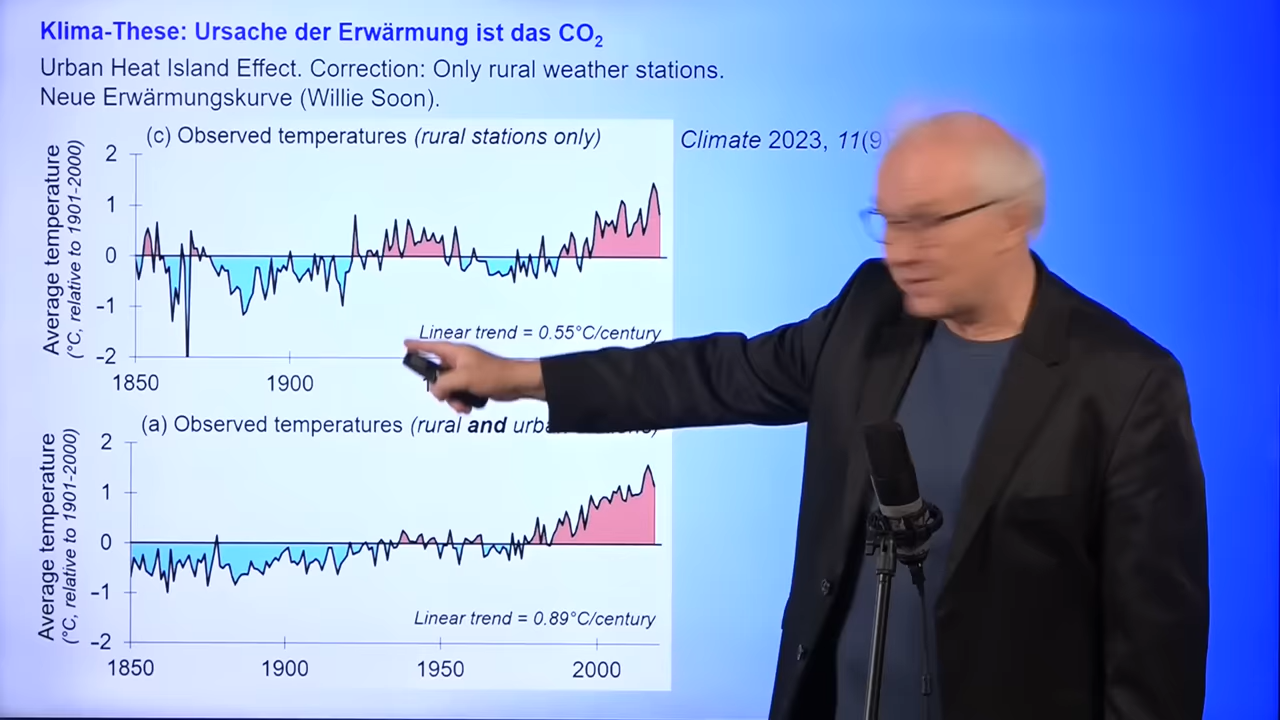 Klima-These: Ursache der Erwärmung ist das CO₂
Urban Heat Island Effect. Correction: Only rural weather stations.
Neue Erwärmungskurve (Willie Soon).
(c) Observed temperatures (rural stations only)
Climate 2023, 11(9
Average temperature
(°C, relative to 1901-2000)
2
1
0
-1
-2
Linear trend = 0.55°C/century
1850 1900
(a) Observed temperatures (rural and urba
Average temperature
(°C, relative to 1901-2000)
2
1
0
-1
-2
Linear trend = 0.89°C/century
1850 1900 1950 2000